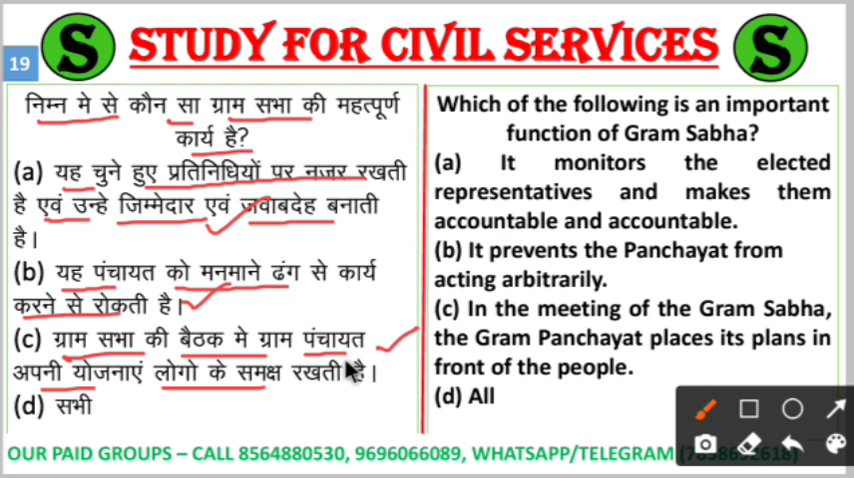 19
S STUDY FOR CIVIL SERVICES S
निम्न मे से कौन सा ग्राम सभा की महत्पूर्ण
कार्य है?
(a) यह चुने हुए प्रतिनिधियों पर नजर रखती
है एवं उन्हे जिम्मेदार एवं जवाबदेह बनाती
है।
(b) यह पंचायत को मनमाने ढंग से कार्य
करने से रोकती है।
(c) ग्राम सभा की बैठक मे ग्राम पंचायत
अपनी योजनाएं लोगो के समक्ष रखती है।
(d) सभी
Which of the following is an important
function of Gram Sabha?
(a) It monitors the elected
representatives and makes them
accountable and accountable.
(b) It prevents the Panchayat from
acting arbitrarily.
(c) In the meeting of the Gram Sabha,
the Gram Panchayat places its plans in
front of the people.
(d) All
OUR PAID GROUPS – CALL 8564880530, 9696066089, WHATSAPP/TELEGRAM